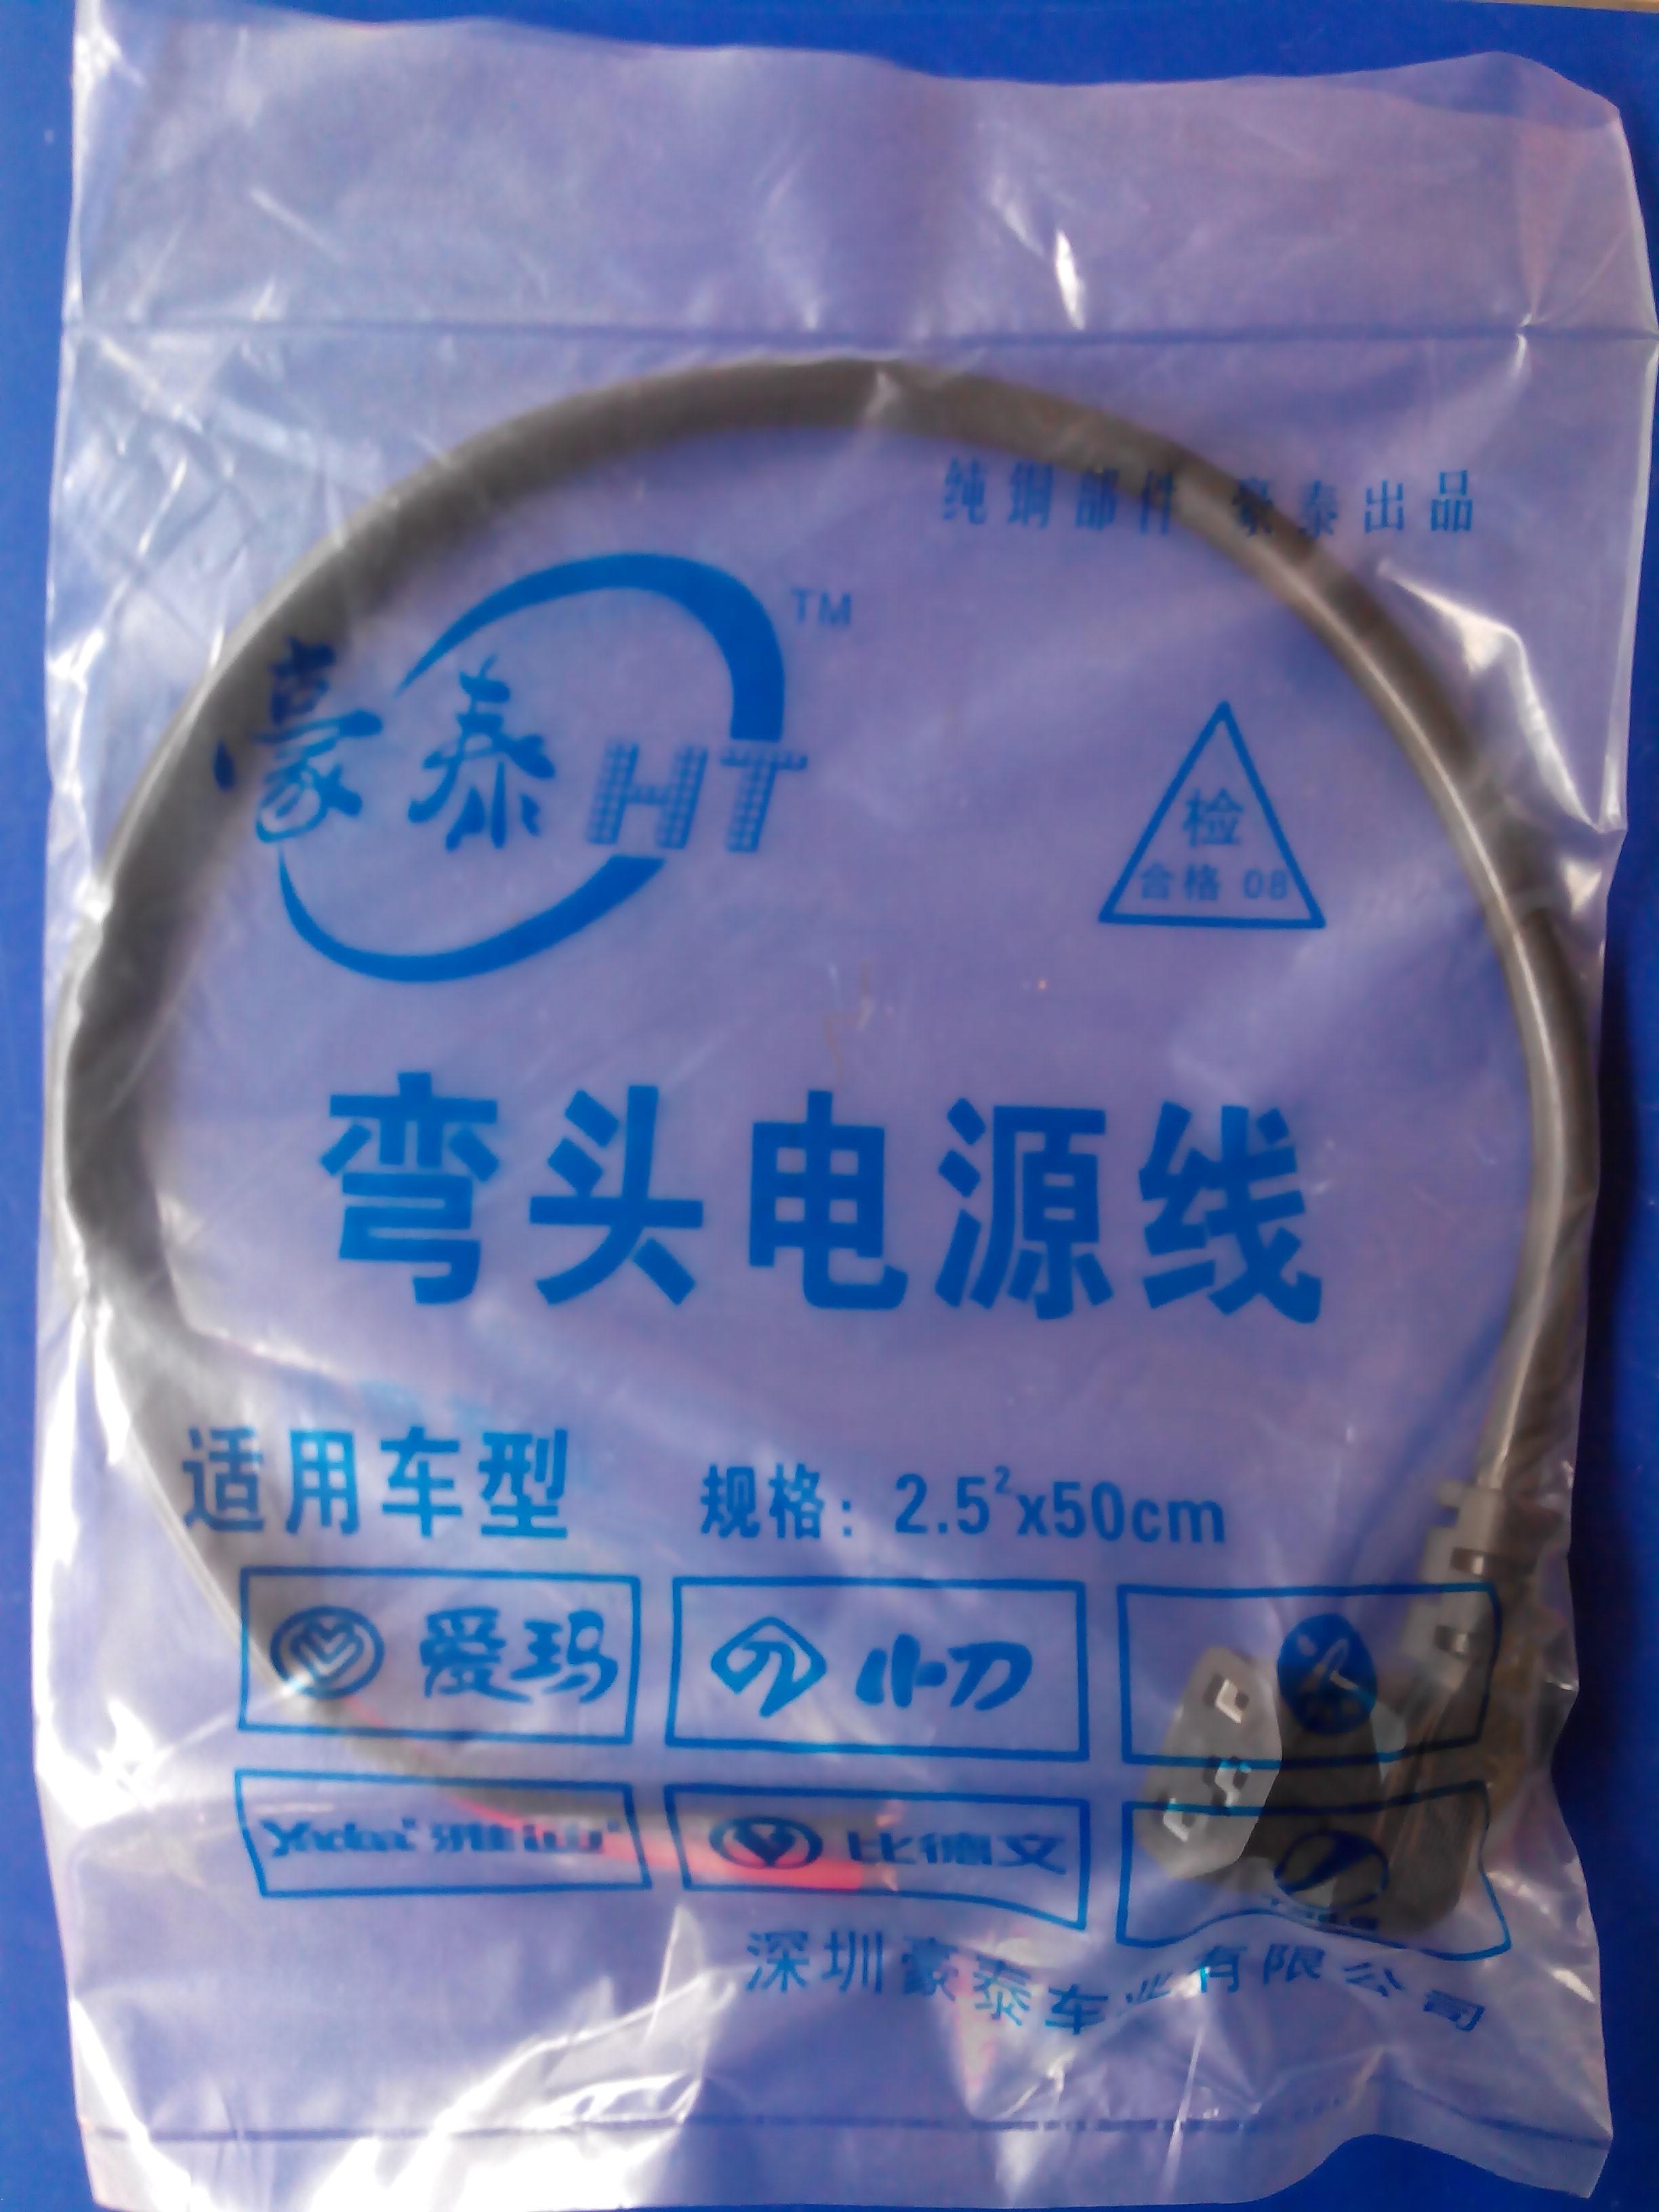 纯铜部件 豪泰出品
TM
豪泰HT
检
合格 08
弯头电源线
适用车型
规格：2.5²x50cm
爱玛
小刀
Yadea 雅迪
比德文
深圳豪泰车业有限公司